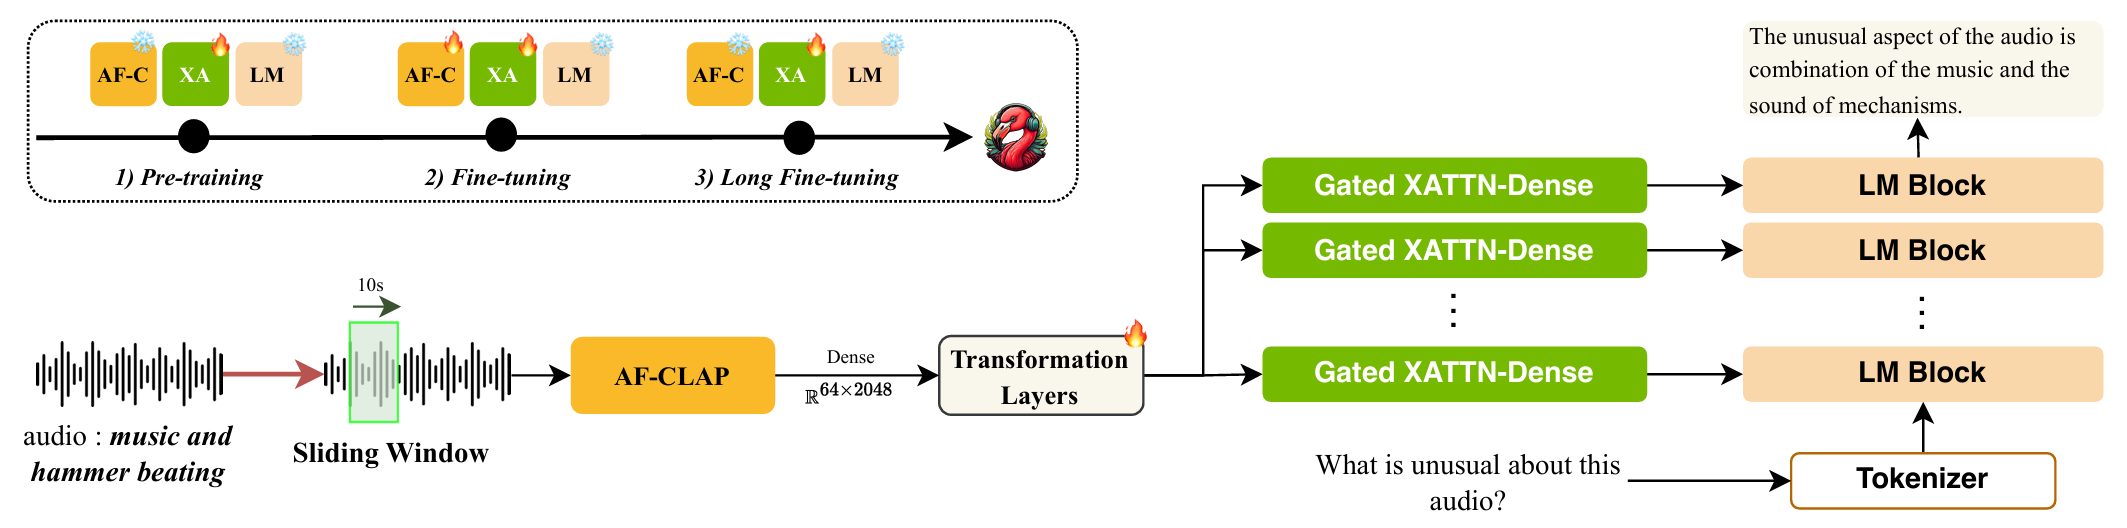 AF-C XA LM
AF-C XA LM
AF-C XA LM
1) Pre-training
2) Fine-tuning
3) Long Fine-tuning
10s
audio : music and
hammer beating
Sliding Window
AF-CLAP
Dense
ℝ^64×2048
Transformation
Layers
Gated XATTN-Dense
Gated XATTN-Dense
⋮
Gated XATTN-Dense
The unusual aspect of the audio is
combination of the music and the
sound of mechanisms.
LM Block
LM Block
⋮
LM Block
What is unusual about this
audio?
Tokenizer